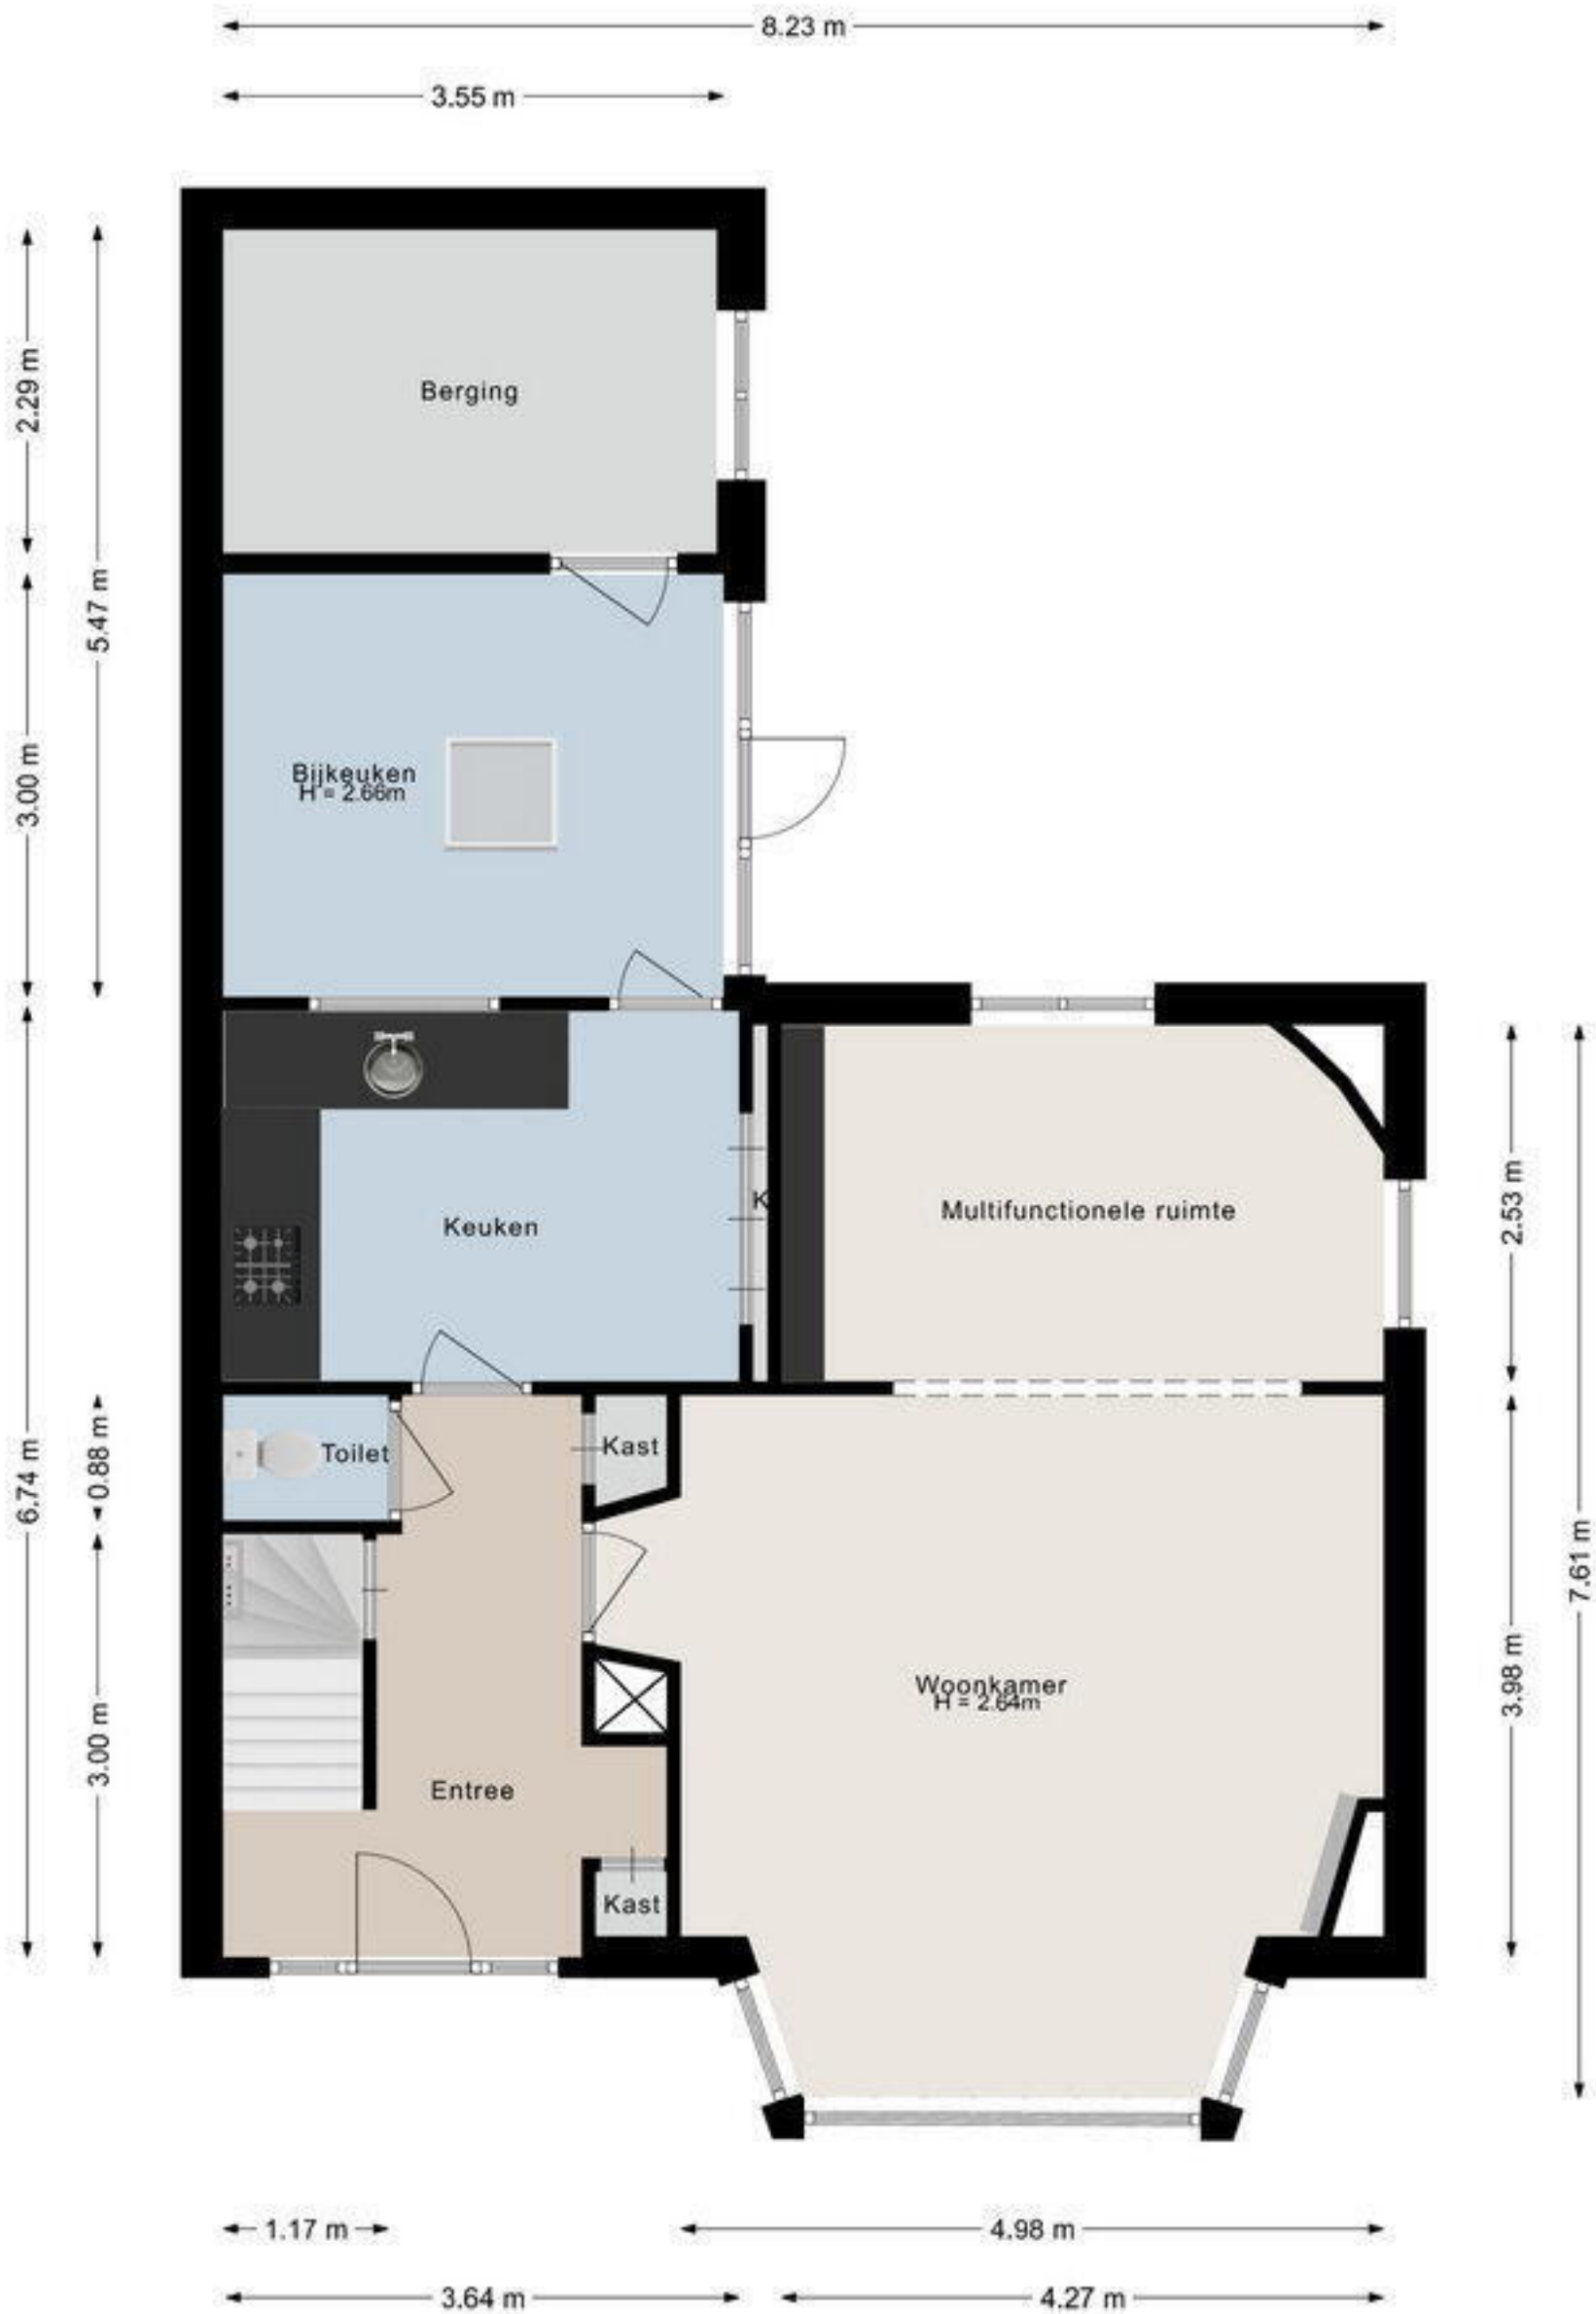 8.23 m
3.55 m
2.29 m
5.47 m
3.00 m
Berging
Bijkeuken
H = 2.66m
Keuken
K
Multifunctionele ruimte
2.53 m
6.74 m
0.88 m
Toilet
Kast
7.61 m
3.98 m
3.00 m
Woonkamer
H = 2.64m
Entree
Kast
1.17 m
4.98 m
3.64 m
4.27 m